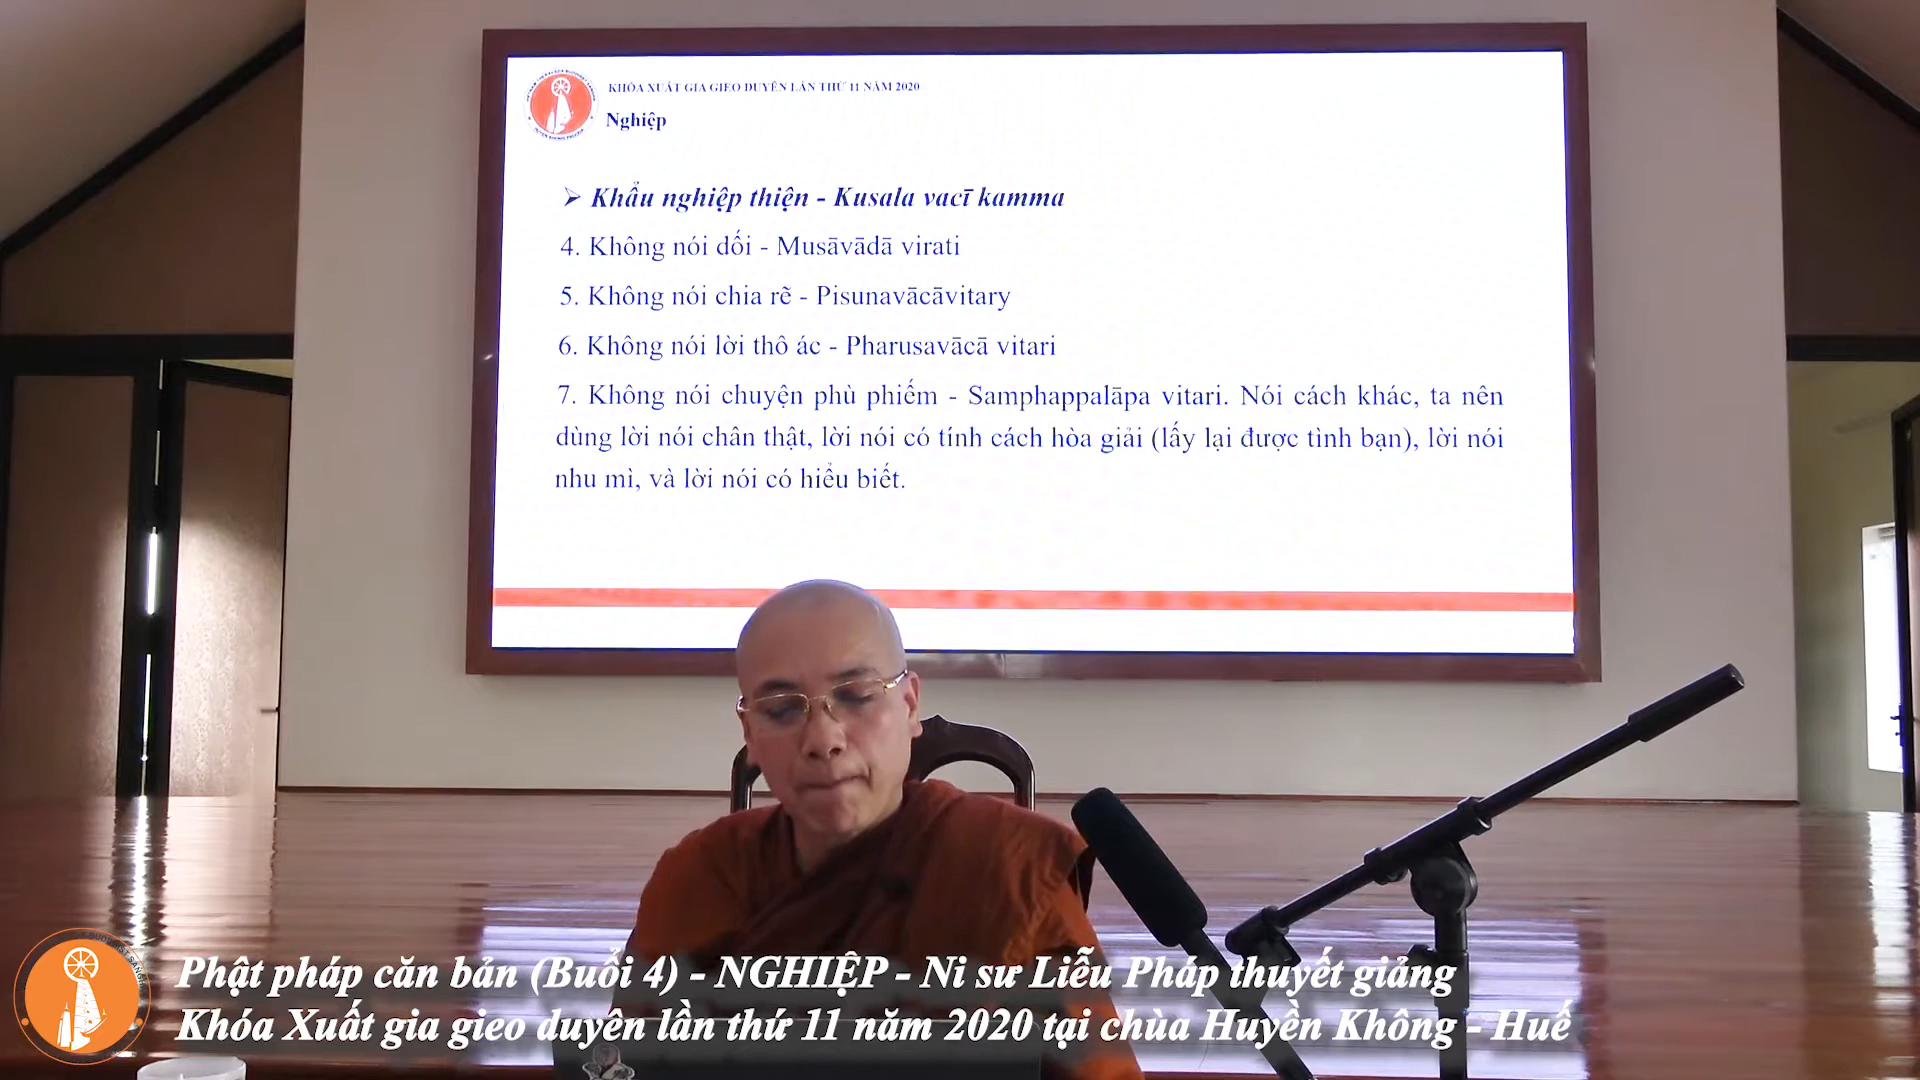 KHÓA XUẤT GIA GIEO DUYÊN LẦN THỨ 11 NĂM 2020
Nghiệp
➢ Khẩu nghiệp thiện - Kusala vacī kamma
4. Không nói dối - Musāvādā virati
5. Không nói chia rẽ - Pisunavācāvitary
6. Không nói lời thô ác - Pharusavācā vitari
7. Không nói chuyện phù phiếm - Samphappalāpa vitari. Nói cách khác, ta nên
dùng lời nói chân thật, lời nói có tính cách hòa giải (lấy lại được tình bạn), lời nói
nhu mì, và lời nói có hiểu biết.
Phật pháp căn bản (Buổi 4) - NGHIỆP - Ni sư Liễu Pháp thuyết giảng
Khóa Xuất gia gieo duyên lần thứ 11 năm 2020 tại chùa Huyền Không - Huế